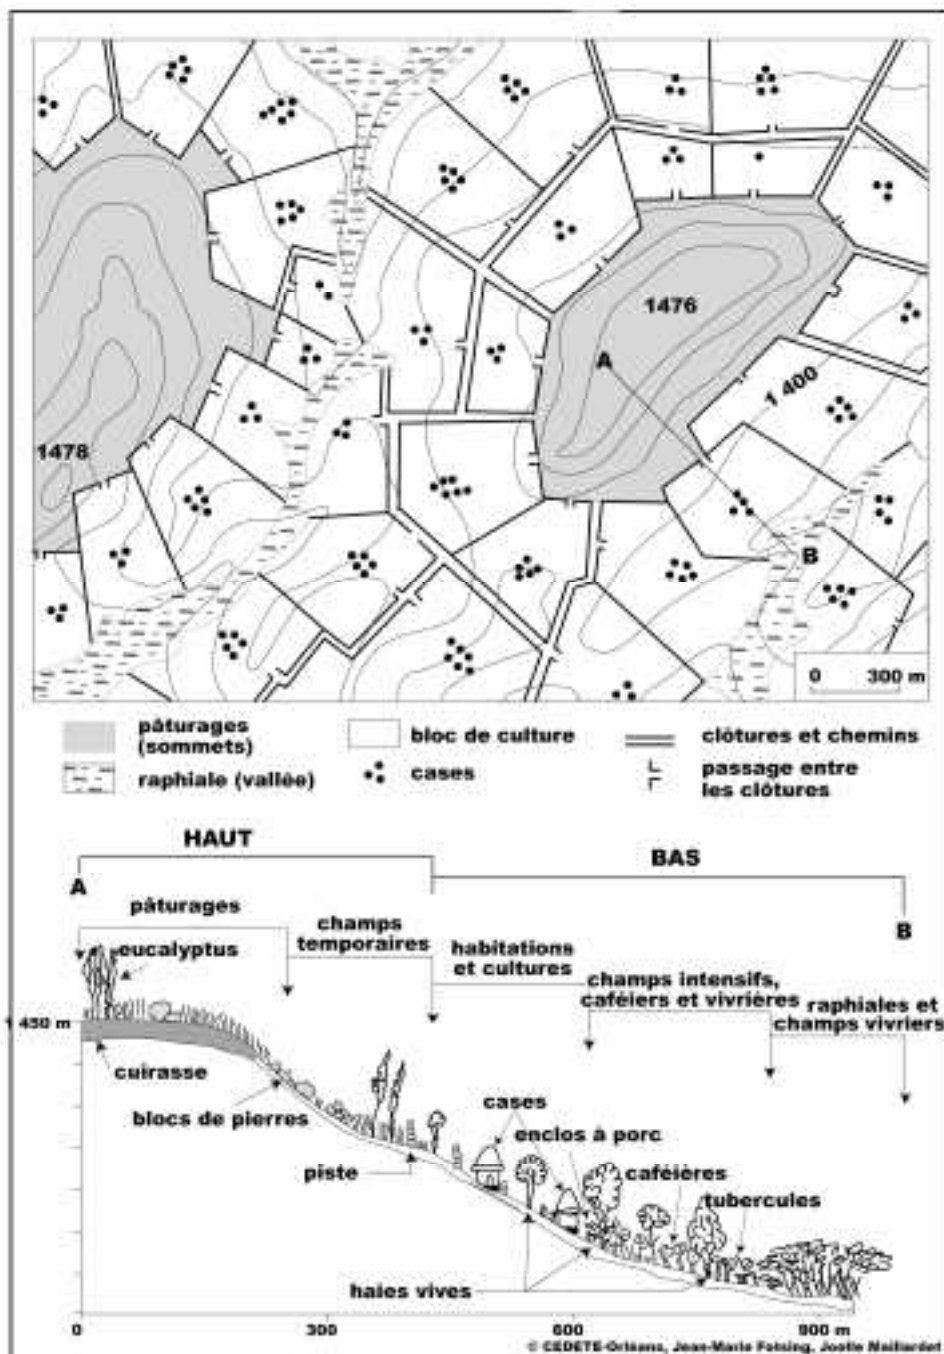 1476
A
1 400
1478
B
0 300 m
pâturages
(sommets)
bloc de culture
clôtures et chemins
raphiale (vallée)
cases
passage entre
les clôtures
HAUT
BAS
A
B
pâturages
champs
temporaires
habitations
et cultures
champs intensifs,
caféiers et vivrières
raphiales et
champs vivriers
eucalyptus
1 450 m
cuirasse
blocs de pierres
piste
cases
enclos à porc
caféières
tubercules
haies vives
0 300 600 900 m
© CEDETE-Orléans, Jean-Marie Fotsing, Joelle Maillardet